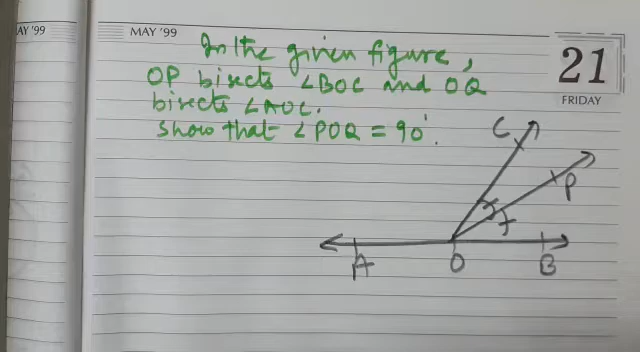 AY '99
MAY '99
21
FRIDAY
In the given figure,
OP bisects ∠BOC and OQ
bisects ∠AOC.
Show that ∠POQ = 90°.
C
P
A
O
B